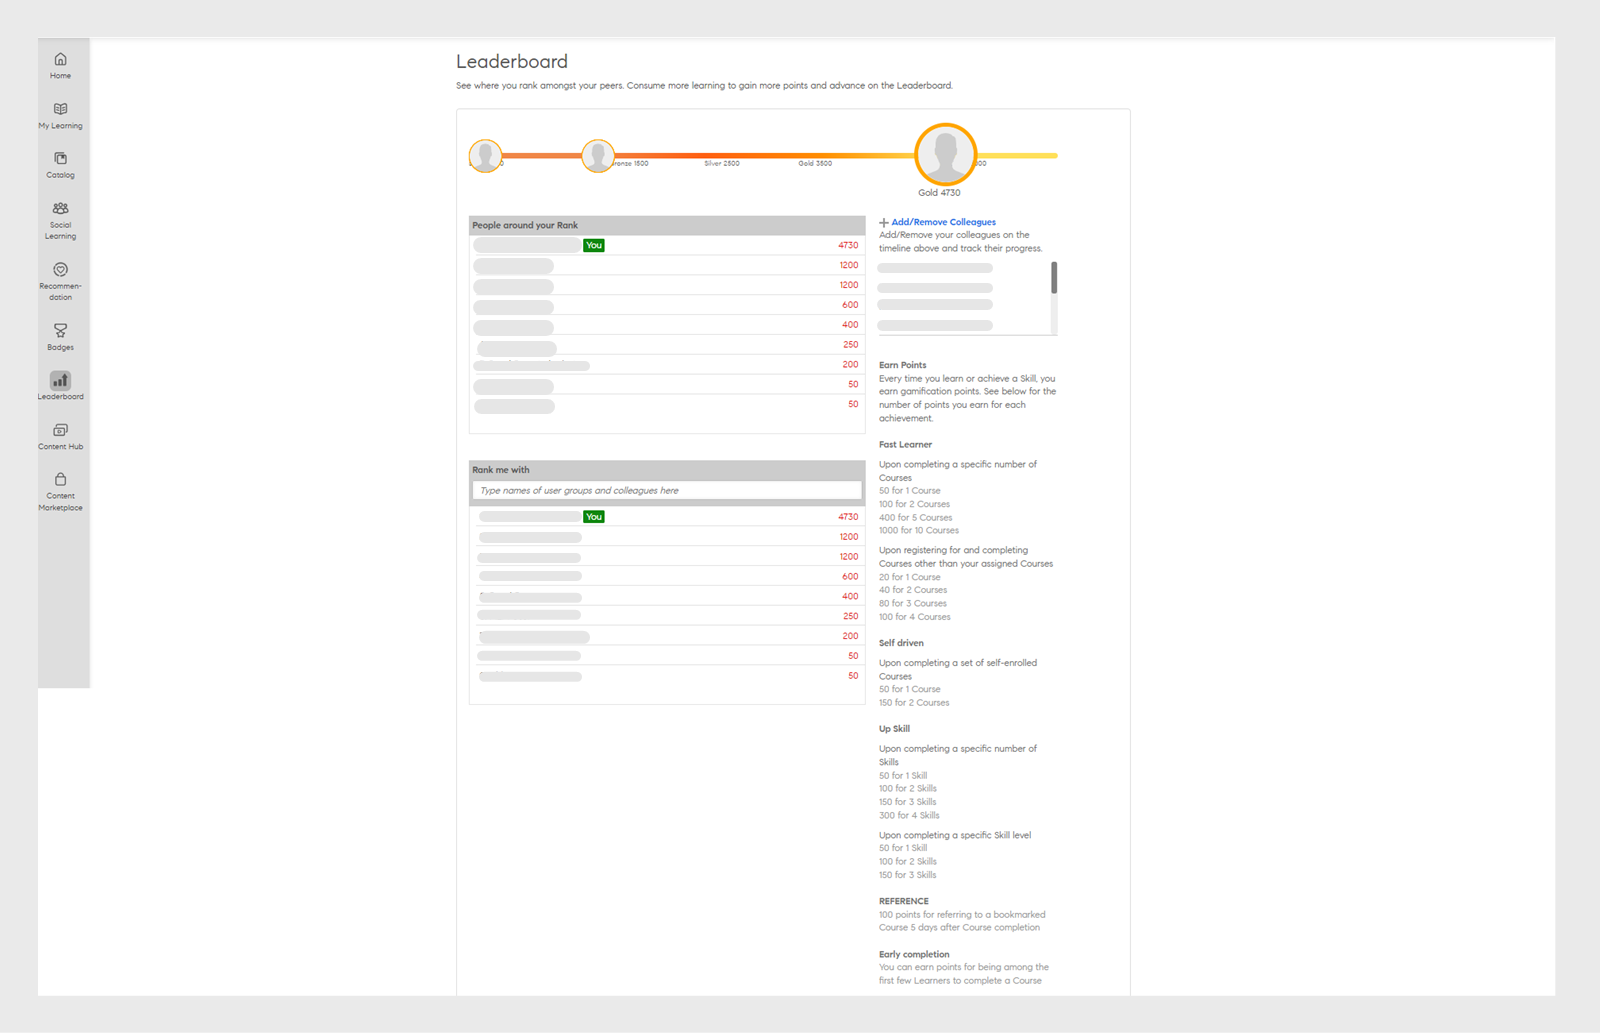 Home
My Learning
Catalog
Social
Learning
Recommen-
dation
Badges
Leaderboard
Content Hub
Content
Marketplace
Leaderboard
See where you rank amongst your peers. Consume more learning to gain more points and advance on the Leaderboard.
1500
Silver 2500
Gold 3500
Gold 4730
People around your Rank
You 4730
1200
1200
600
400
250
200
50
50
Rank me with
Type names of user groups and colleagues here
You 4730
1200
1200
600
400
250
200
50
50
Add/Remove Colleagues
Add/Remove your colleagues on the
timeline above and track their progress.
Earn Points
Every time you learn or achieve a Skill, you
earn gamification points. See below for the
number of points you earn for each
achievement.
Fast Learner
Upon completing a specific number of
Courses
50 for 1 Course
100 for 2 Courses
400 for 5 Courses
1000 for 10 Courses
Upon registering for and completing
Courses other than your assigned Courses
20 for 1 Course
40 for 2 Courses
80 for 3 Courses
100 for 4 Courses
Self driven
Upon completing a set of self-enrolled
Courses
50 for 1 Course
150 for 2 Courses
Up Skill
Upon completing a specific number of
Skills
50 for 1 Skill
100 for 2 Skills
150 for 3 Skills
300 for 4 Skills
Upon completing a specific Skill level
50 for 1 Skill
100 for 2 Skills
150 for 3 Skills
REFERENCE
100 points for referring to a bookmarked
Course 5 days after Course completion
Early completion
You can earn points for being among the
first few Learners to complete a Course